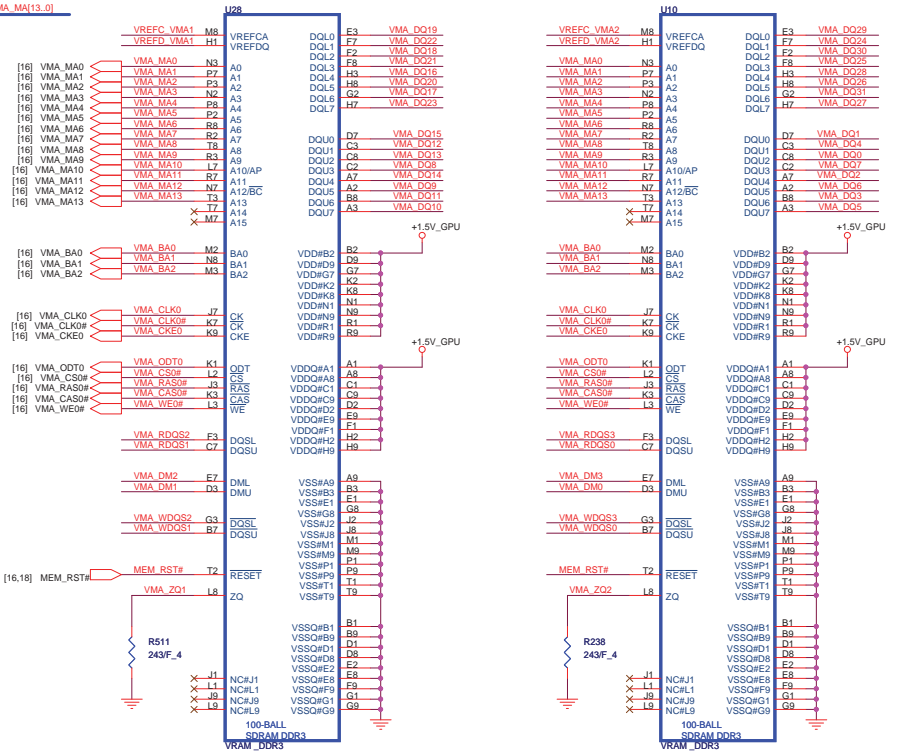 MA_MA[13..0]
U28
VREFC_VMA1 M8 VREFCA DQL0 E3 VMA_DQ19
VREFD_VMA1 H1 VREFDQ DQL1 F7 VMA_DQ22
DQL2 F2 VMA_DQ18
[16] VMA_MA0 VMA_MA0 N3 A0 DQL3 F8 VMA_DQ21
[16] VMA_MA1 VMA_MA1 P7 A1 DQL4 H3 VMA_DQ16
[16] VMA_MA2 VMA_MA2 P3 A2 DQL5 H8 VMA_DQ20
[16] VMA_MA3 VMA_MA3 N2 A3 DQL6 G2 VMA_DQ17
[16] VMA_MA4 VMA_MA4 P8 A4 DQL7 H7 VMA_DQ23
[16] VMA_MA5 VMA_MA5 P2 A5
[16] VMA_MA6 VMA_MA6 R8 A6
[16] VMA_MA7 VMA_MA7 R2 A7 DQU0 D7 VMA_DQ15
[16] VMA_MA8 VMA_MA8 T8 A8 DQU1 C3 VMA_DQ12
[16] VMA_MA9 VMA_MA9 R3 A9 DQU2 C8 VMA_DQ13
[16] VMA_MA10 VMA_MA10 L7 A10/AP DQU3 C2 VMA_DQ8
[16] VMA_MA11 VMA_MA11 R7 A11 DQU4 A7 VMA_DQ14
[16] VMA_MA12 VMA_MA12 N7 A12/BC DQU5 A2 VMA_DQ9
[16] VMA_MA13 VMA_MA13 T3 A13 DQU6 B8 VMA_DQ11
T7 A14 DQU7 A3 VMA_DQ10
M7 A15
+1.5V_GPU
[16] VMA_BA0 VMA_BA0 M2 BA0 VDD#B2 B2
[16] VMA_BA1 VMA_BA1 N8 BA1 VDD#D9 D9
[16] VMA_BA2 VMA_BA2 M3 BA2 VDD#G7 G7
VDD#K2 K2
VDD#K8 K8
VDD#N1 N1
[16] VMA_CLK0 VMA_CLK0 J7 CK VDD#N9 N9
[16] VMA_CLK0# VMA_CLK0# K7 CK VDD#R1 R1
[16] VMA_CKE0 VMA_CKE0 K9 CKE VDD#R9 R9
+1.5V_GPU
[16] VMA_ODT0 VMA_ODT0 K1 ODT VDDQ#A1 A1
[16] VMA_CS0# VMA_CS0# L2 CS VDDQ#A8 A8
[16] VMA_RAS0# VMA_RAS0# J3 RAS VDDQ#C1 C1
[16] VMA_CAS0# VMA_CAS0# K3 CAS VDDQ#C9 C9
[16] VMA_WE0# VMA_WE0# L3 WE VDDQ#D2 D2
VDDQ#E9 E9
VDDQ#F1 F1
VMA_RDQS2 F3 DQSL VDDQ#H2 H2
VMA_RDQS1 C7 DQSU VDDQ#H9 H9
VMA_DM2 E7 DML VSS#A9 A9
VMA_DM1 D3 DMU VSS#B3 B3
VSS#E1 E1
VSS#G8 G8
VMA_WDQS2 G3 DQSL VSS#J2 J2
VMA_WDQS1 B7 DQSU VSS#J8 J8
VSS#M1 M1
VSS#M9 M9
VSS#P1 P1
[16,18] MEM_RST# MEM_RST# T2 RESET VSS#P9 P9
VSS#T1 T1
VMA_ZQ1 L8 ZQ VSS#T9 T9
VSSQ#B1 B1
VSSQ#B9 B9
R511 VSSQ#D1 D1
243/F_4 VSSQ#D8 D8
VSSQ#E2 E2
J1 NC#J1 VSSQ#E8 E8
L1 NC#L1 VSSQ#F9 F9
J9 NC#J9 VSSQ#G1 G1
L9 NC#L9 VSSQ#G9 G9
100-BALL
SDRAM DDR3
VRAM _DDR3
U10
VREFC_VMA2 M8 VREFCA DQL0 E3 VMA_DQ29
VREFD_VMA2 H1 VREFDQ DQL1 F7 VMA_DQ24
DQL2 F2 VMA_DQ30
VMA_MA0 N3 A0 DQL3 F8 VMA_DQ25
VMA_MA1 P7 A1 DQL4 H3 VMA_DQ28
VMA_MA2 P3 A2 DQL5 H8 VMA_DQ26
VMA_MA3 N2 A3 DQL6 G2 VMA_DQ31
VMA_MA4 P8 A4 DQL7 H7 VMA_DQ27
VMA_MA5 P2 A5
VMA_MA6 R8 A6
VMA_MA7 R2 A7 DQU0 D7 VMA_DQ1
VMA_MA8 T8 A8 DQU1 C3 VMA_DQ4
VMA_MA9 R3 A9 DQU2 C8 VMA_DQ0
VMA_MA10 L7 A10/AP DQU3 C2 VMA_DQ7
VMA_MA11 R7 A11 DQU4 A7 VMA_DQ2
VMA_MA12 N7 A12/BC DQU5 A2 VMA_DQ6
VMA_MA13 T3 A13 DQU6 B8 VMA_DQ3
T7 A14 DQU7 A3 VMA_DQ5
M7 A15
+1.5V_GPU
VMA_BA0 M2 BA0 VDD#B2 B2
VMA_BA1 N8 BA1 VDD#D9 D9
VMA_BA2 M3 BA2 VDD#G7 G7
VDD#K2 K2
VDD#K8 K8
VDD#N1 N1
VMA_CLK0 J7 CK VDD#N9 N9
VMA_CLK0# K7 CK VDD#R1 R1
VMA_CKE0 K9 CKE VDD#R9 R9
+1.5V_GPU
VMA_ODT0 K1 ODT VDDQ#A1 A1
VMA_CS0# L2 CS VDDQ#A8 A8
VMA_RAS0# J3 RAS VDDQ#C1 C1
VMA_CAS0# K3 CAS VDDQ#C9 C9
VMA_WE0# L3 WE VDDQ#D2 D2
VDDQ#E9 E9
VDDQ#F1 F1
VMA_RDQS3 F3 DQSL VDDQ#H2 H2
VMA_RDQS0 C7 DQSU VDDQ#H9 H9
VMA_DM3 E7 DML VSS#A9 A9
VMA_DM0 D3 DMU VSS#B3 B3
VSS#E1 E1
VSS#G8 G8
VMA_WDQS3 G3 DQSL VSS#J2 J2
VMA_WDQS0 B7 DQSU VSS#J8 J8
VSS#M1 M1
VSS#M9 M9
VSS#P1 P1
MEM_RST# T2 RESET VSS#P9 P9
VSS#T1 T1
VMA_ZQ2 L8 ZQ VSS#T9 T9
VSSQ#B1 B1
VSSQ#B9 B9
R238 VSSQ#D1 D1
243/F_4 VSSQ#D8 D8
VSSQ#E2 E2
J1 NC#J1 VSSQ#E8 E8
L1 NC#L1 VSSQ#F9 F9
J9 NC#J9 VSSQ#G1 G1
L9 NC#L9 VSSQ#G9 G9
100-BALL
SDRAM DDR3
VRAM _DDR3